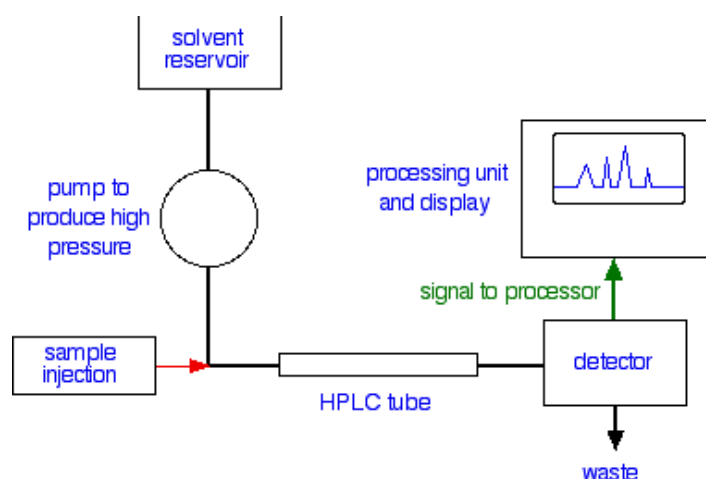 solvent
reservoir
pump to
produce high
pressure
processing unit
and display
signal to processor
sample
injection
HPLC tube
detector
waste